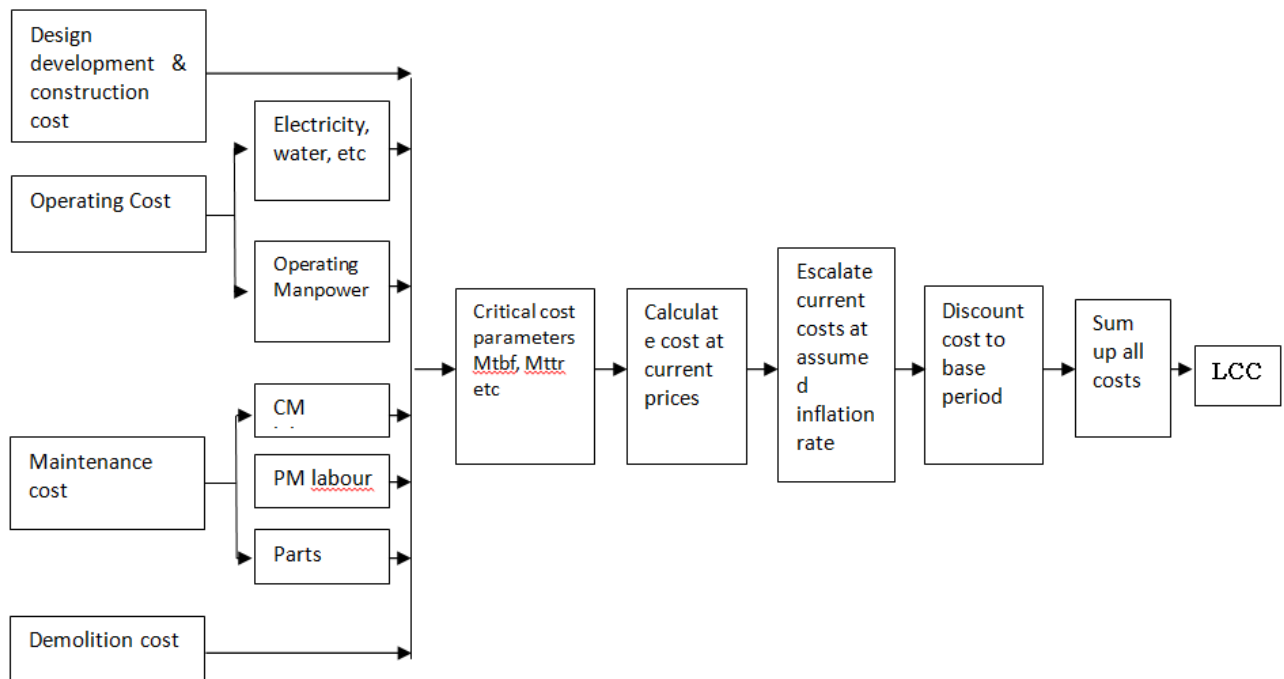 Design
development &
construction
cost
Electricity,
water, etc
Operating Cost
Operating
Manpower
Critical cost
parameters
Mtbf, Mttr
etc
Calculat
e cost at
current
prices
Escalate
current
costs at
assume
d
inflation
rate
Discount
cost to
base
period
Sum
up all
costs
LCC
CM
Maintenance
cost
PM labour
Parts
Demolition cost